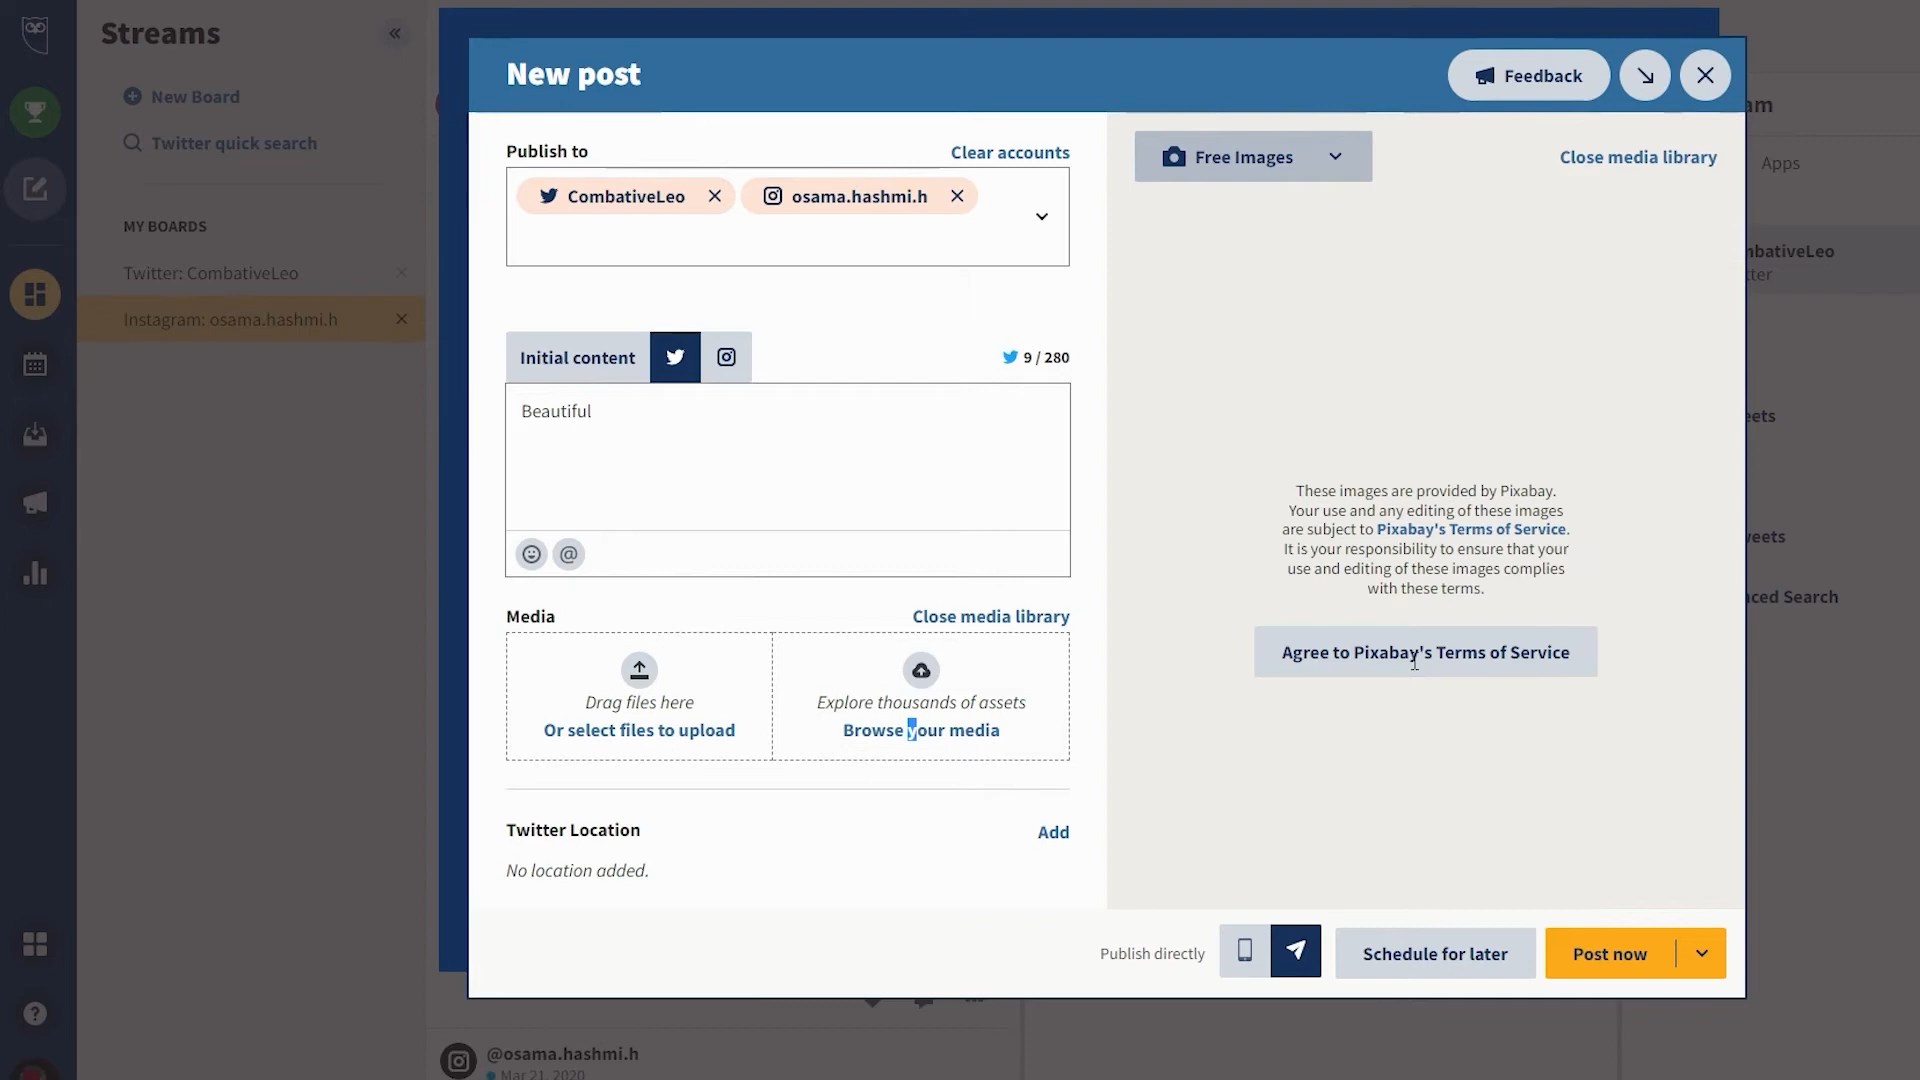 Streams
New Board
Twitter quick search
MY BOARDS
Twitter: CombativeLeo
Instagram: osama.hashmi.h
New post
Feedback
Publish to
Clear accounts
CombativeLeo
osama.hashmi.h
Initial content
9 / 280
Beautiful
@
Media
Close media library
Drag files here
Or select files to upload
Explore thousands of assets
Browse your media
Twitter Location
Add
No location added.
Free Images
Close media library
These images are provided by Pixabay.
Your use and any editing of these images
are subject to Pixabay's Terms of Service.
It is your responsibility to ensure that your
use and editing of these images complies
with these terms.
Agree to Pixabay's Terms of Service
Publish directly
Schedule for later
Post now
Apps
@osama.hashmi.h
Mar 21, 2020